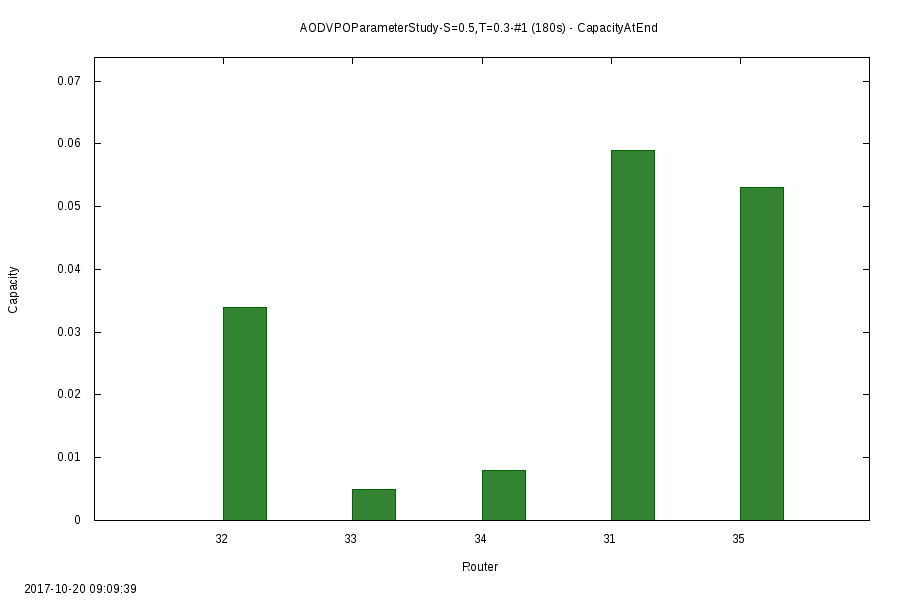 AODVPOParameterStudy-S=0.5,T=0.3-#1 (180s) - CapacityAtEnd
0.07
0.06
0.05
0.04
0.03
0.02
0.01
0
Capacity
32 33 34 31 35
Router
2017-10-20 09:09:39